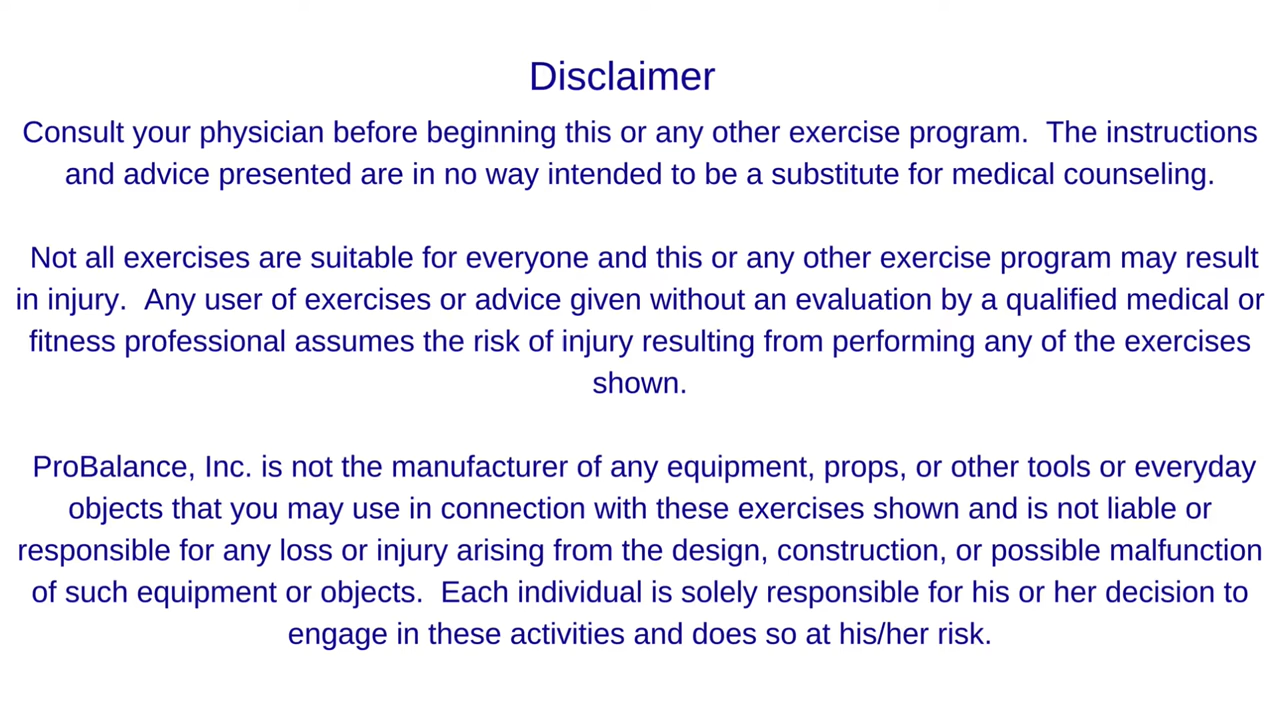 Disclaimer
Consult your physician before beginning this or any other exercise program.  The instructions
and advice presented are in no way intended to be a substitute for medical counseling.
Not all exercises are suitable for everyone and this or any other exercise program may result
in injury.  Any user of exercises or advice given without an evaluation by a qualified medical or
fitness professional assumes the risk of injury resulting from performing any of the exercises
shown.
ProBalance, Inc. is not the manufacturer of any equipment, props, or other tools or everyday
objects that you may use in connection with these exercises shown and is not liable or
responsible for any loss or injury arising from the design, construction, or possible malfunction
of such equipment or objects.  Each individual is solely responsible for his or her decision to
engage in these activities and does so at his/her risk.